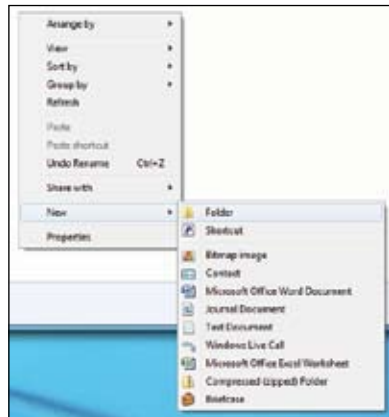 Arrange by
View
Sort by
Group by
Refresh
Paste
Paste shortcut
Undo Rename Ctrl+Z
Share with
New
Properties
Folder
Shortcut
Bitmap image
Contact
Microsoft Office Word Document
Journal Document
Text Document
Windows Live Call
Microsoft Office Excel Worksheet
Compressed (zipped) Folder
Briefcase